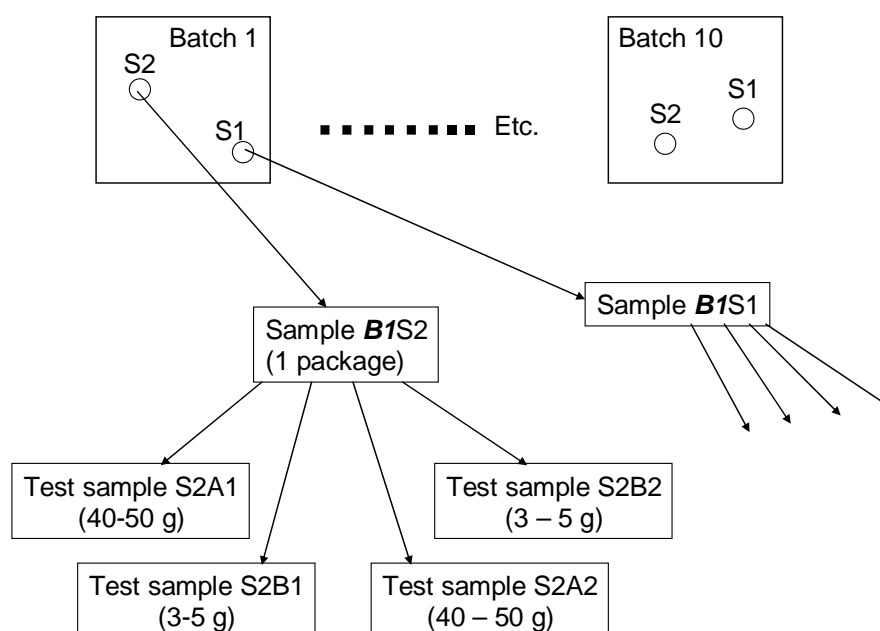 Batch 1
S2
S1
Etc.
Batch 10
S1
S2
Sample B1S1
Sample B1S2
(1 package)
Test sample S2A1
(40-50 g)
Test sample S2B2
(3 – 5 g)
Test sample S2B1
(3-5 g)
Test sample S2A2
(40 – 50 g)